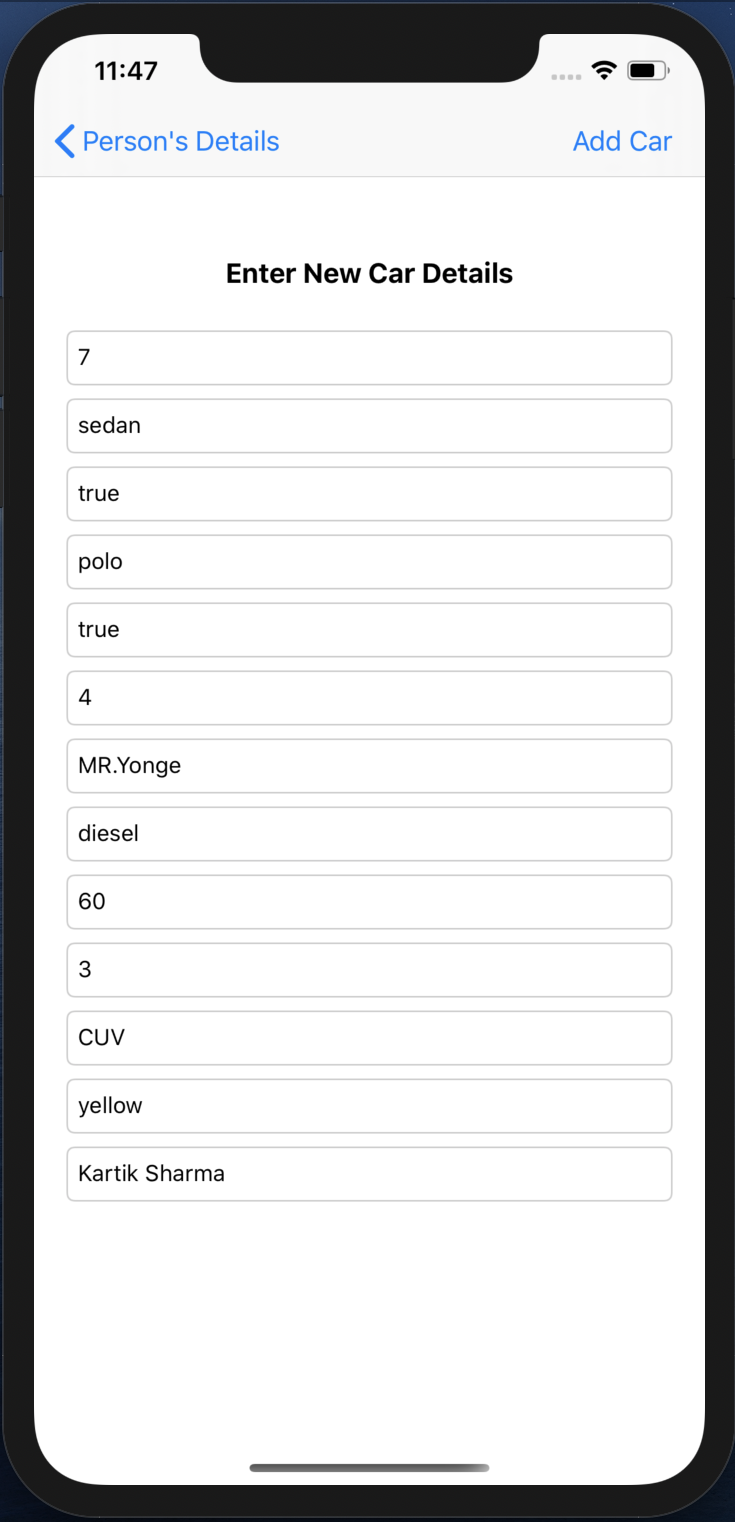 11:47
Person's Details Add Car
Enter New Car Details
7
sedan
true
polo
true
4
MR.Yonge
diesel
60
3
CUV
yellow
Kartik Sharma